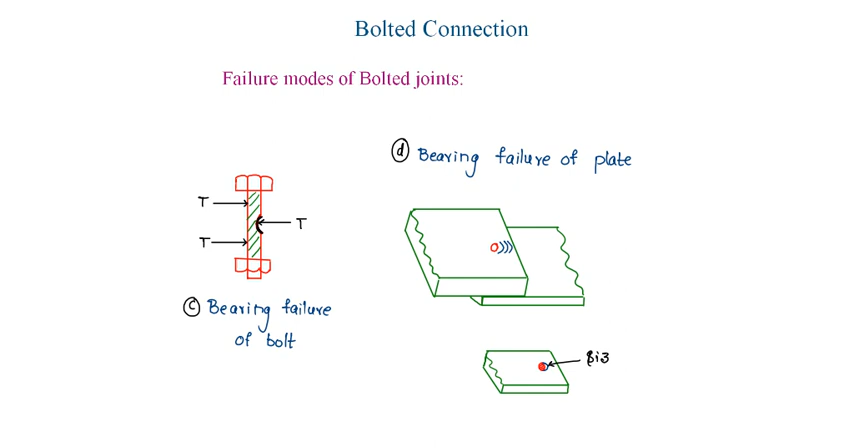 Bolted Connection
Failure modes of Bolted joints:
ⓓ Bearing failure of plate
T
T
T
ⓒ Bearing failure
of bolt